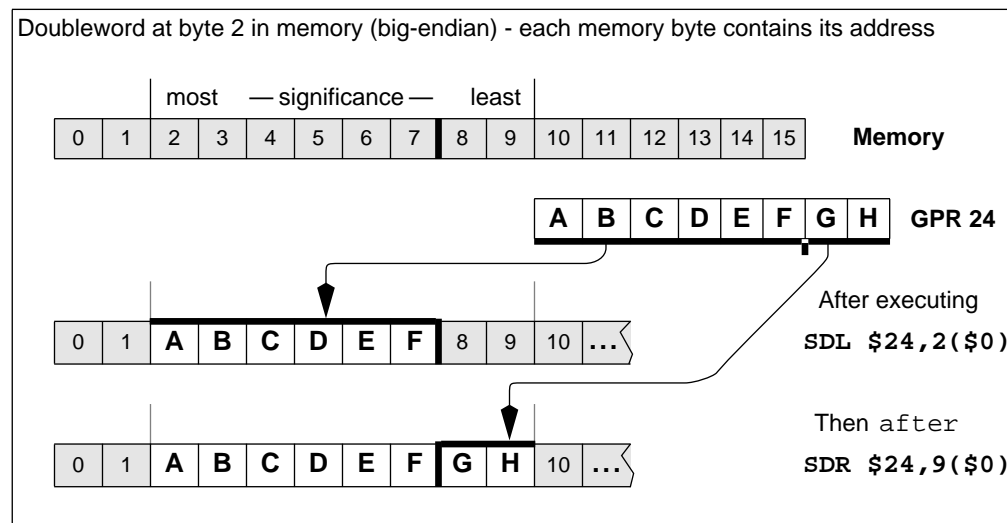 Doubleword at byte 2 in memory (big-endian) - each memory byte contains its address
most — significance — least
0 1 2 3 4 5 6 7 8 9 10 11 12 13 14 15 Memory
A B C D E F G H GPR 24
After executing
0 1 A B C D E F 8 9 10 ... SDL $24,2($0)
Then after
0 1 A B C D E F G H 10 ... SDR $24,9($0)